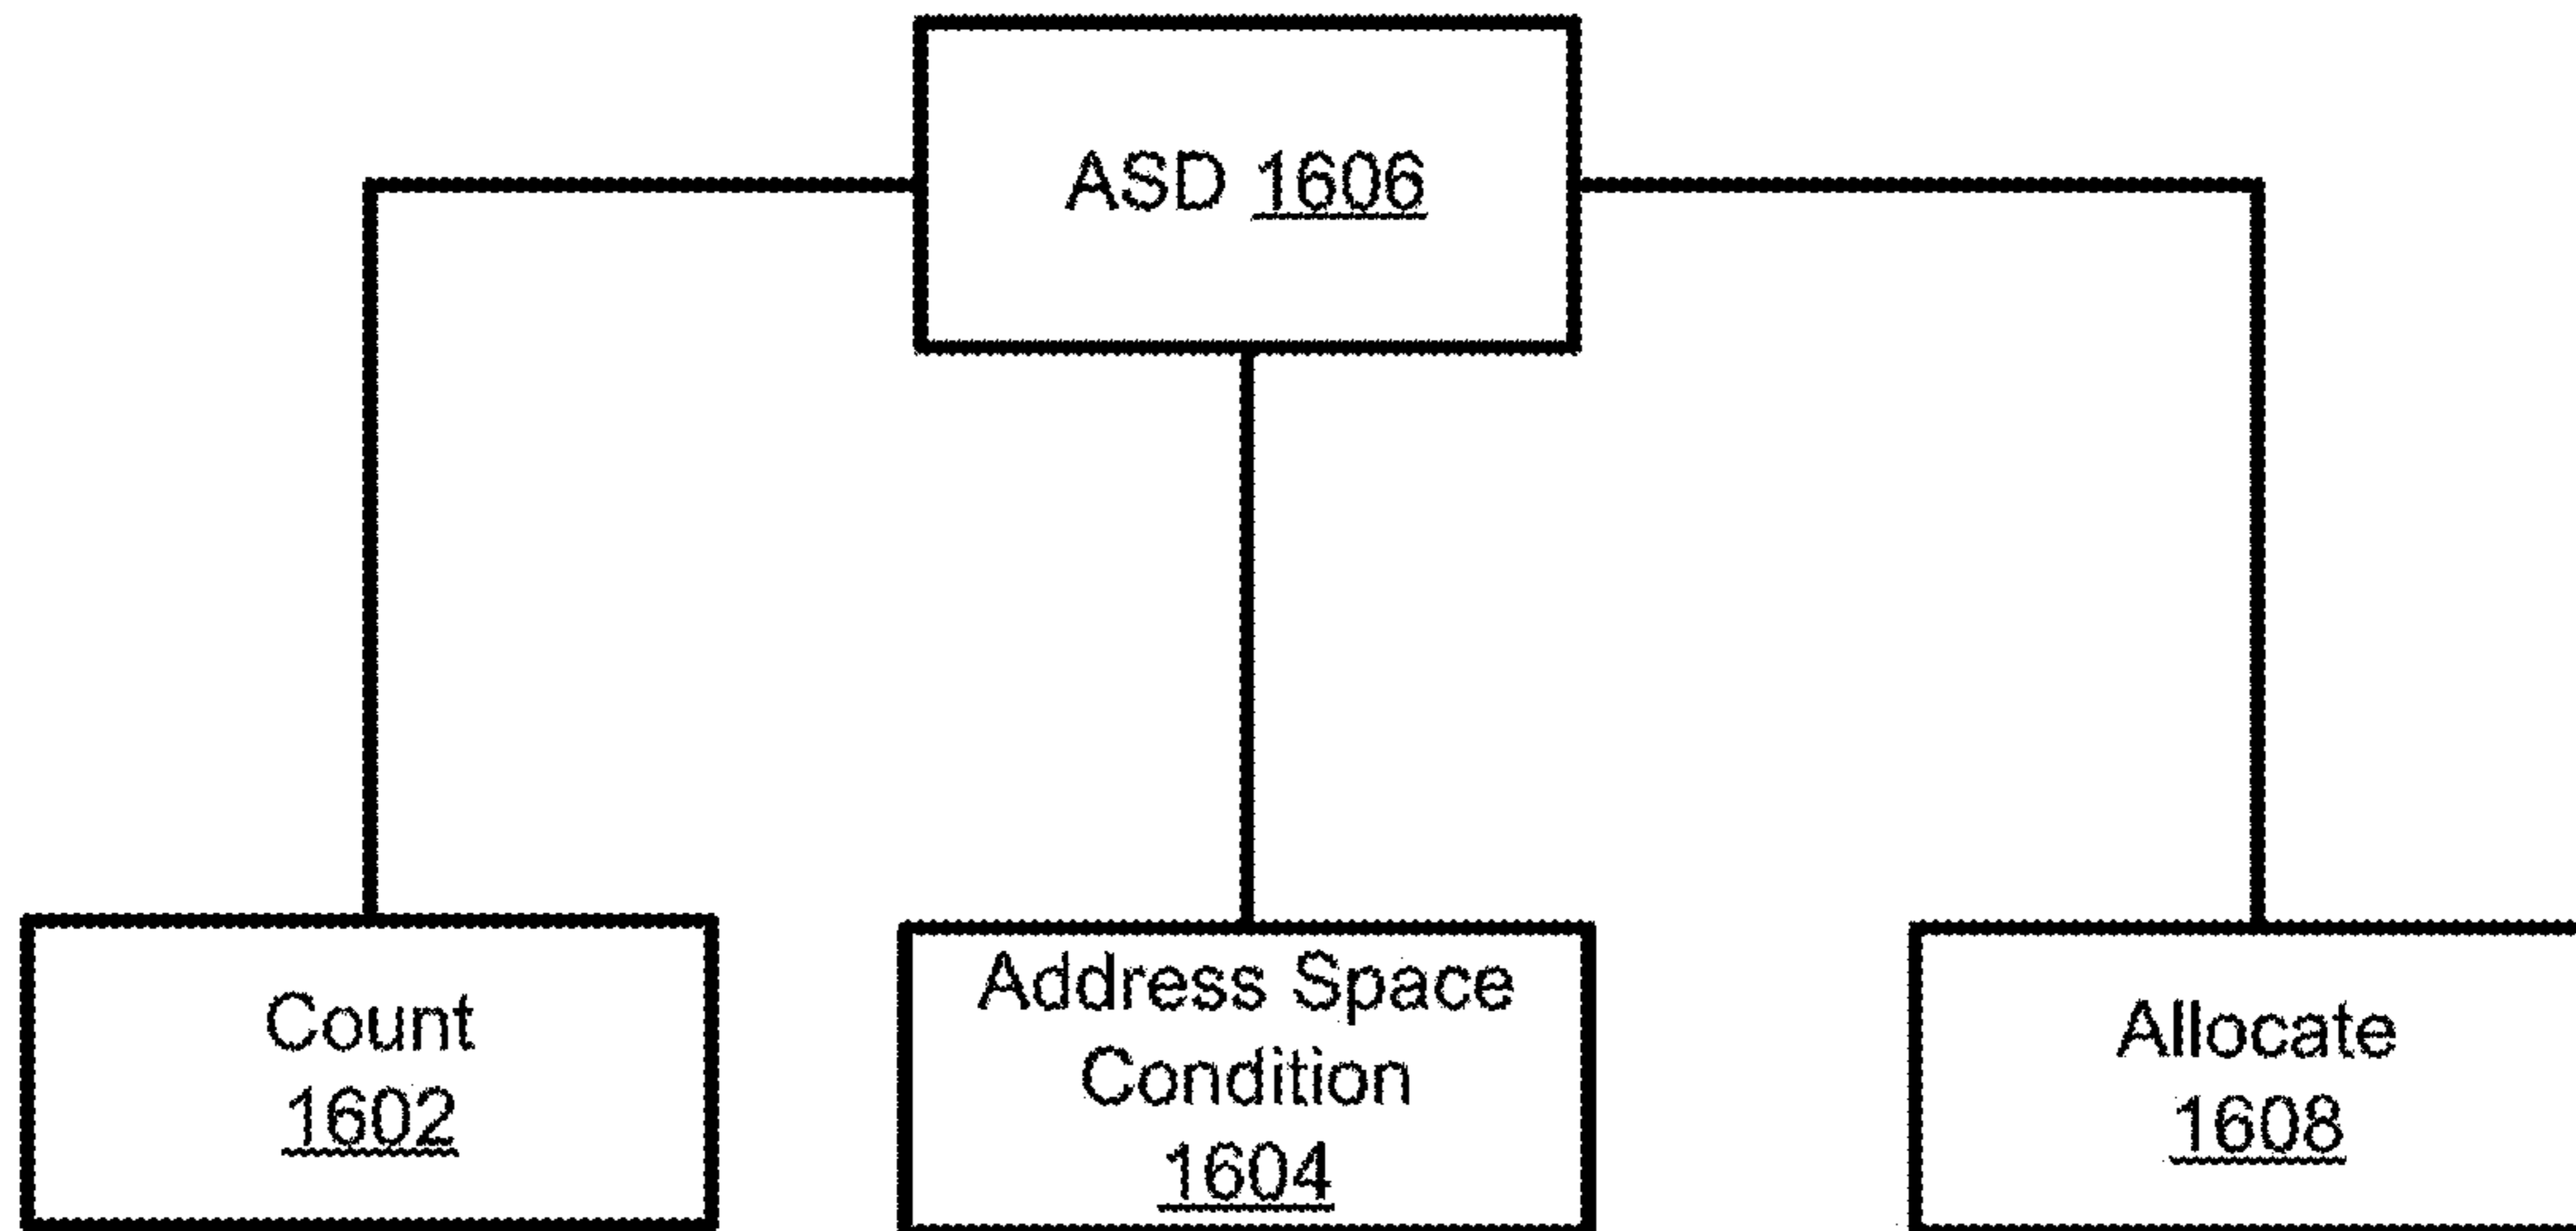 ASD 1606
Count
1602
Address Space
Condition
1604
Allocate
1608